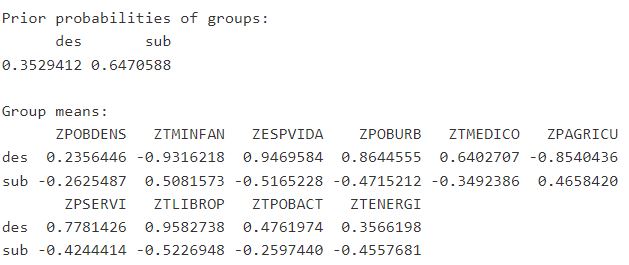 Prior probabilities of groups:
des sub
0.3529412 0.6470588
Group means:
ZPOBDENS ZTMINFAN ZESPVIDA ZPOBURB ZTMEDICO ZPAGRICU
des 0.2356446 -0.9316218 0.9469584 0.8644555 0.6402707 -0.8540436
sub -0.2625487 0.5081573 -0.5165228 -0.4715212 -0.3492386 0.4658420
ZPSERVI ZTLIBROP ZTPOBACT ZTENERGI
des 0.7781426 0.9582738 0.4761974 0.3566198
sub -0.4244414 -0.5226948 -0.2597440 -0.4557681